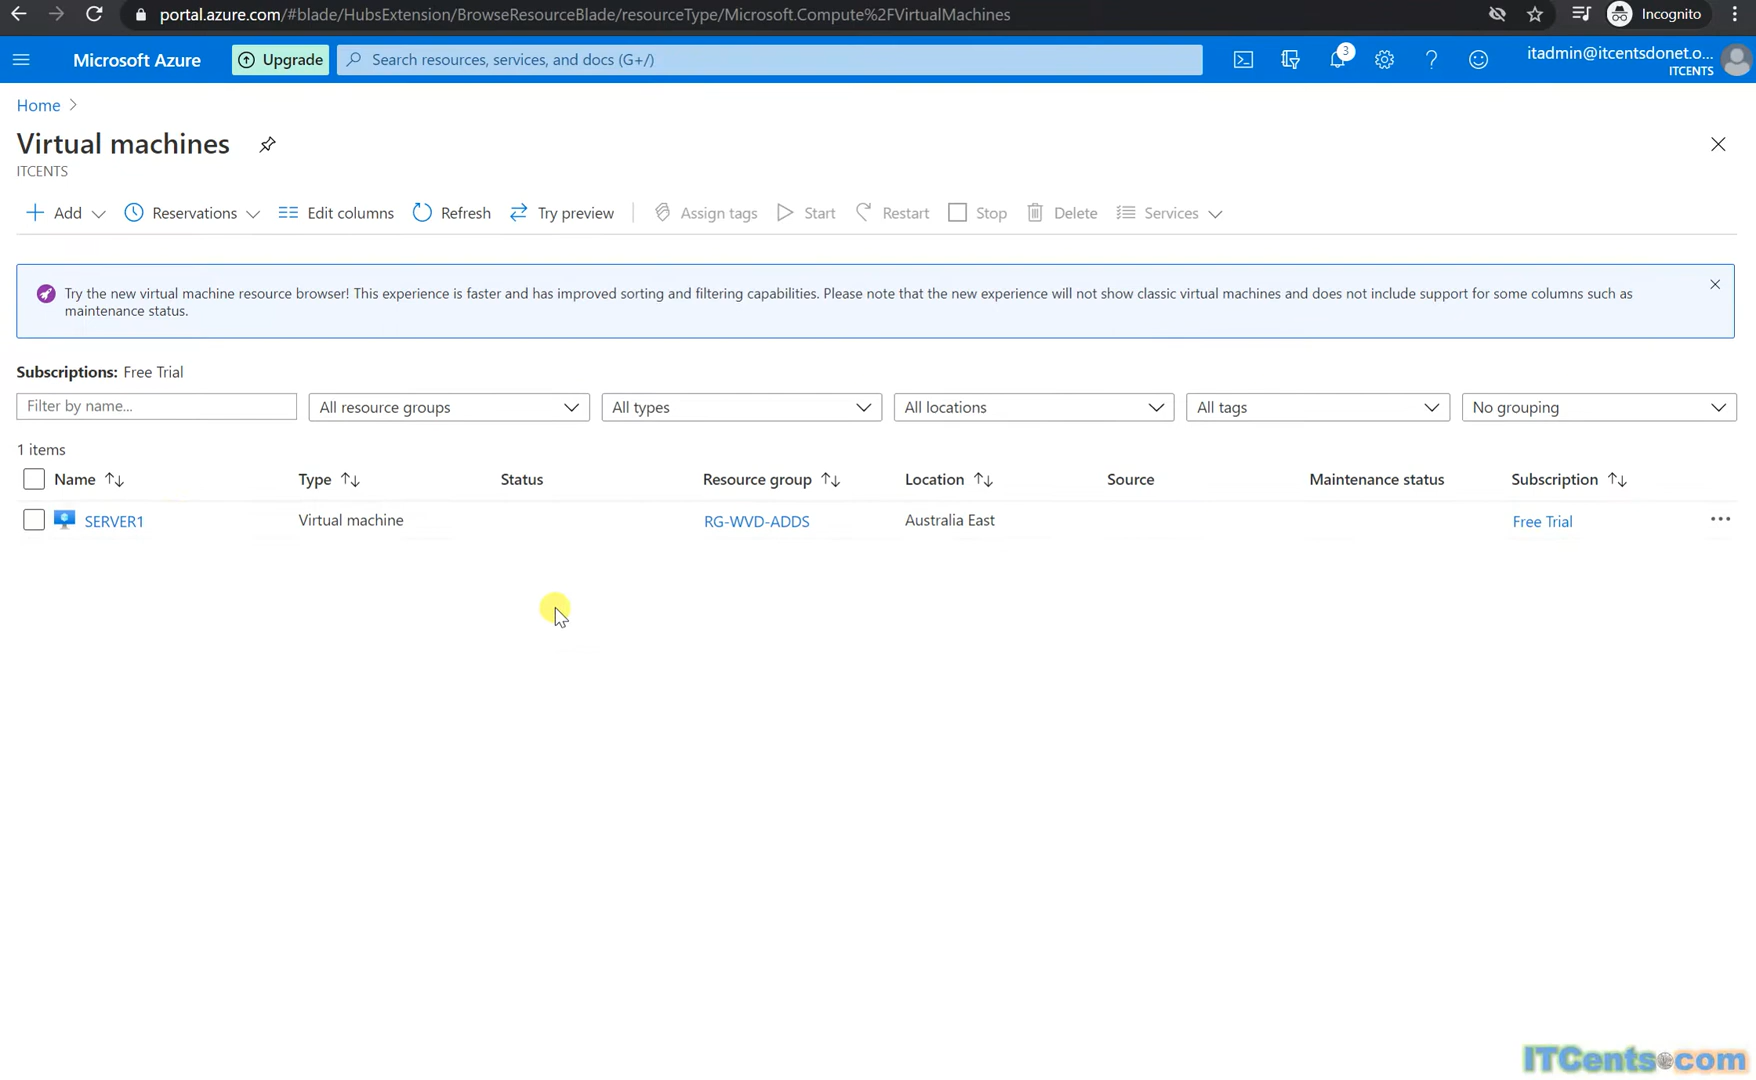 portal.azure.com/#blade/HubsExtension/BrowseResourceBlade/resourceType/Microsoft.Compute%2FVirtualMachines
Incognito
Microsoft Azure
Upgrade
Search resources, services, and docs (G+/)
3
itadmin@itcentsdonet.o...
ITCENTS
Home
Virtual machines
ITCENTS
Add
Reservations
Edit columns
Refresh
Try preview
Assign tags
Start
Restart
Stop
Delete
Services
Try the new virtual machine resource browser! This experience is faster and has improved sorting and filtering capabilities. Please note that the new experience will not show classic virtual machines and does not include support for some columns such as
maintenance status.
Subscriptions: Free Trial
Filter by name...
All resource groups
All types
All locations
All tags
No grouping
1 items
Name
Type
Status
Resource group
Location
Source
Maintenance status
Subscription
SERVER1
Virtual machine
RG-WVD-ADDS
Australia East
Free Trial
ITCents.com